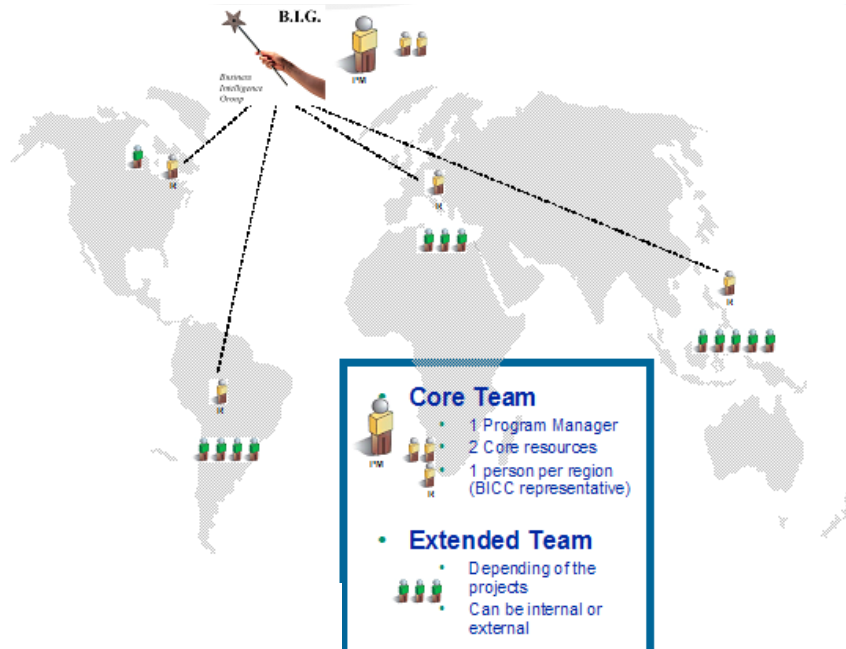 B.I.G.
Business
Intelligence
Group
PM
R
R
R
R
• Core Team
• 1 Program Manager
• 2 Core resources
• 1 person per region
(BICC representative)
PM
R
• Extended Team
• Depending of the
projects
• Can be internal or
external